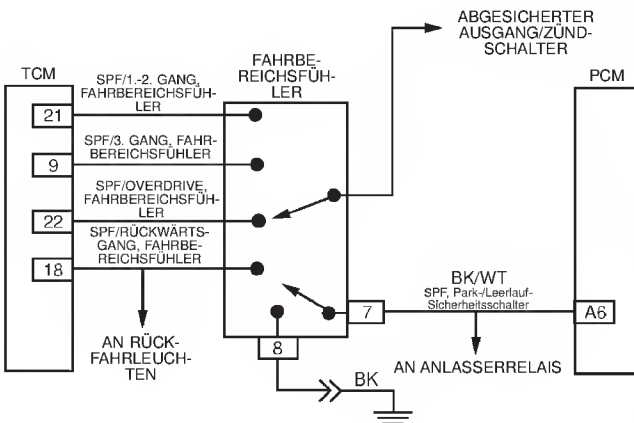 ABGESICHERTER
AUSGANG/ZÜND-
SCHALTER
FAHRBE-
REICHSFÜH-
LER
TCM
PCM
SPF/1.-2. GANG,
FAHRBEREICHSFÜH-
LER
21
SPF/3. GANG, FAHR-
BEREICHSFÜHLER
9
SPF/OVERDRIVE,
FAHRBEREICHSFÜH-
LER
22
SPF/RÜCKWÄRTS-
GANG, FAHRBE-
REICHSFÜHLER
18
AN RÜCK-
FAHRLEUCH-
TEN
7
BK/WT
SPF, Park-/Leerlauf-
Sicherheitsschalter
A6
AN ANLASSERRELAIS
8
BK